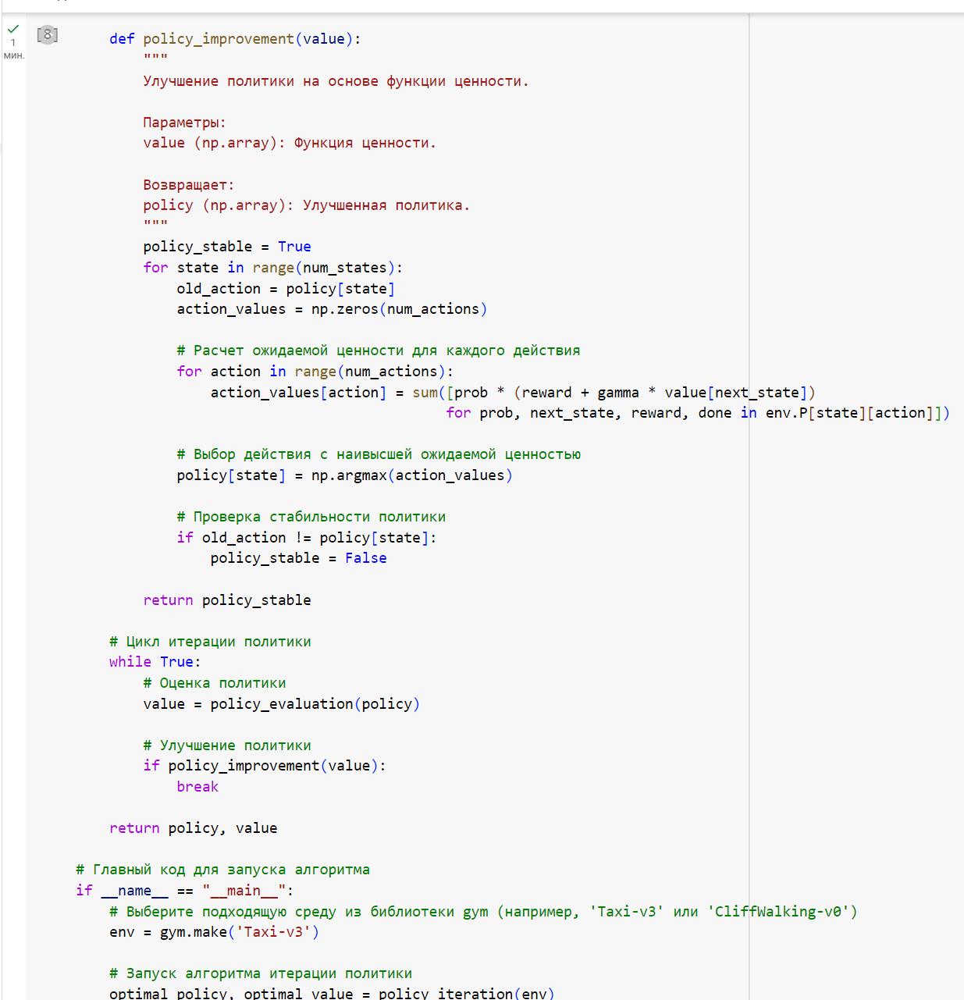 1
мин.
[8]
def policy_improvement(value):
"""
Улучшение политики на основе функции ценности.
Параметры:
value (np.array): Функция ценности.
Возвращает:
policy (np.array): Улучшенная политика.
"""
policy_stable = True
for state in range(num_states):
old_action = policy[state]
action_values = np.zeros(num_actions)
# Расчет ожидаемой ценности для каждого действия
for action in range(num_actions):
action_values[action] = sum([prob * (reward + gamma * value[next_state])
for prob, next_state, reward, done in env.P[state][action]])
# Выбор действия с наивысшей ожидаемой ценностью
policy[state] = np.argmax(action_values)
# Проверка стабильности политики
if old_action != policy[state]:
policy_stable = False
return policy_stable
# Цикл итерации политики
while True:
# Оценка политики
value = policy_evaluation(policy)
# Улучшение политики
if policy_improvement(value):
break
return policy, value
# Главный код для запуска алгоритма
if __name__ == "__main__":
# Выберите подходящую среду из библиотеки gym (например, 'Taxi-v3' или 'CliffWalking-v0')
env = gym.make('Taxi-v3')
# Запуск алгоритма итерации политики
optimal_policy, optimal_value = policy_iteration(env)